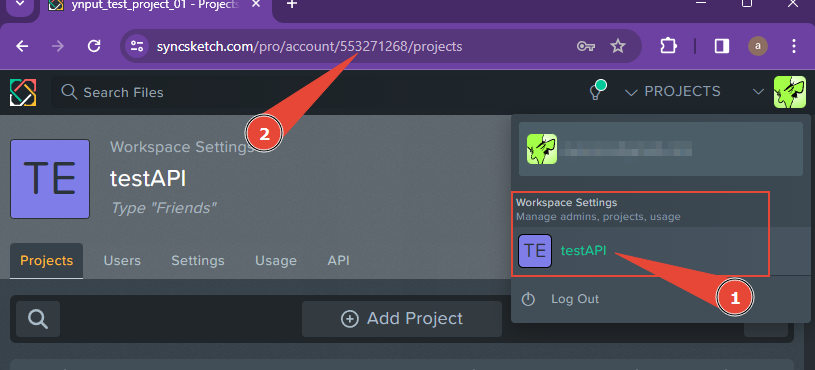 ynput_test_project_01 - Projects
syncsketch.com/pro/account/553271268/projects
a
Search Files
PROJECTS
2
TE
Workspace Settings
testAPI
Type "Friends"
Workspace Settings
Manage admins, projects, usage
TE
testAPI
Projects
Users
Settings
Usage
API
1
Log Out
Add Project